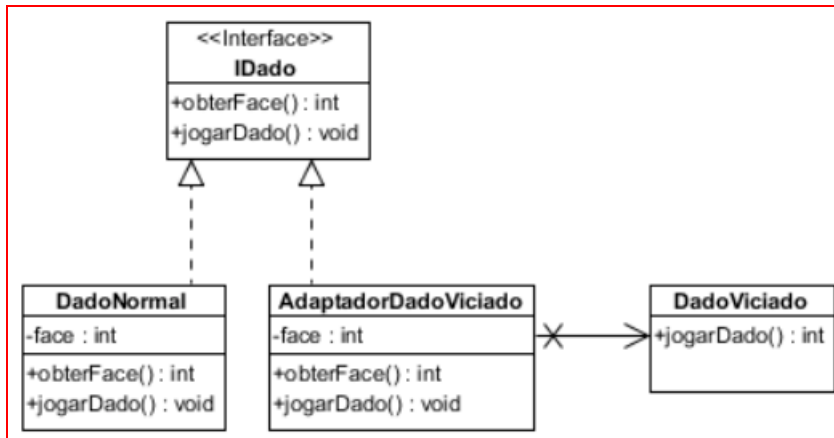 <<Interface>>
IDado
+obterFace() : int
+jogarDado() : void
DadoNormal
-face : int
+obterFace() : int
+jogarDado() : void
AdaptadorDadoViciado
-face : int
+obterFace() : int
+jogarDado() : void
DadoViciado
+jogarDado() : int